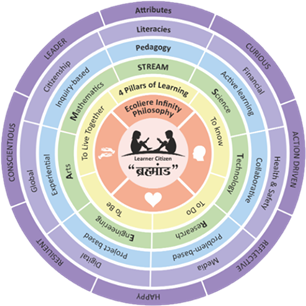 Attributes
LEADER
CURIOUS
ACTION DRIVEN
REFLECTIVE
HAPPY
RESILIENT
CONSCIENTIOUS
Literacies
Citizenship
Financial
Health & Safety
Media
Digital
Global
Pedagogy
Inquiry-based
Active learning
Collaborative
Problem-based
Project based
Experiential
STREAM
Mathematics
Science
Technology
Research
Engineering
Arts
4 Pillars of Learning
To Live Together
To know
To Do
To Be
Ecoliere Infinity
Philosophy
Learner Citizen
“ब्रह्मांड”